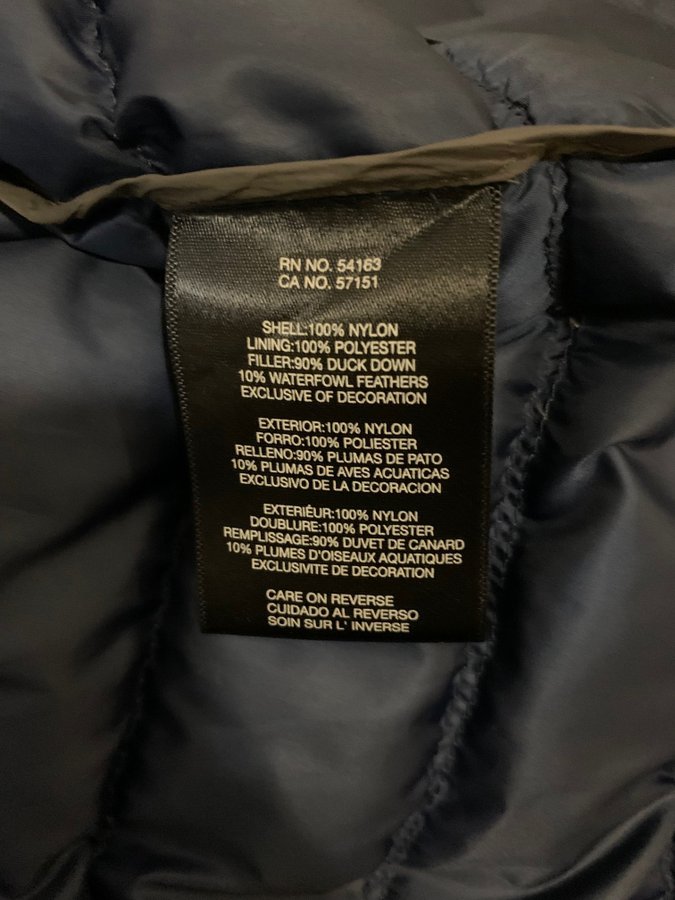 RN NO. 54163
CA NO. 57151
SHELL:100% NYLON
LINING:100% POLYESTER
FILLER:90% DUCK DOWN
10% WATERFOWL FEATHERS
EXCLUSIVE OF DECORATION
EXTERIOR:100% NYLON
FORRO:100% POLIESTER
RELLENO:90% PLUMAS DE PATO
10% PLUMAS DE AVES ACUATICAS
EXCLUSIVO DE LA DECORACION
EXTERIÉUR:100% NYLON
DOUBLURE:100% POLYESTER
REMPLISSAGE:90% DUVET DE CANARD
10% PLUMES D'OISEAUX AQUATIQUES
EXCLUSIVITE DE DECORATION
CARE ON REVERSE
CUIDADO AL REVERSO
SOIN SUR L' INVERSE